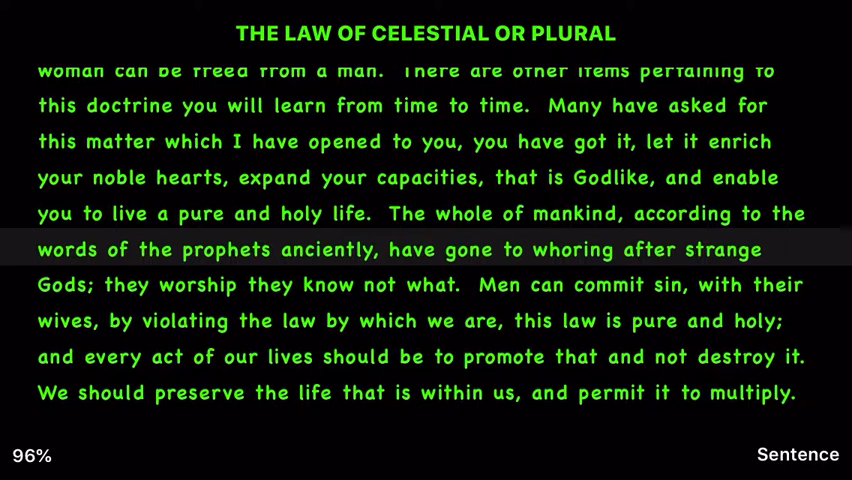 THE LAW OF CELESTIAL OR PLURAL
woman can be freed from a man.  There are other items pertaining to
this doctrine you will learn from time to time.  Many have asked for
this matter which I have opened to you, you have got it, let it enrich
your noble hearts, expand your capacities, that is Godlike, and enable
you to live a pure and holy life.  The whole of mankind, according to the
words of the prophets anciently, have gone to whoring after strange
Gods; they worship they know not what.  Men can commit sin, with their
wives, by violating the law by which we are, this law is pure and holy;
and every act of our lives should be to promote that and not destroy it.
We should preserve the life that is within us, and permit it to multiply.
96%
Sentence